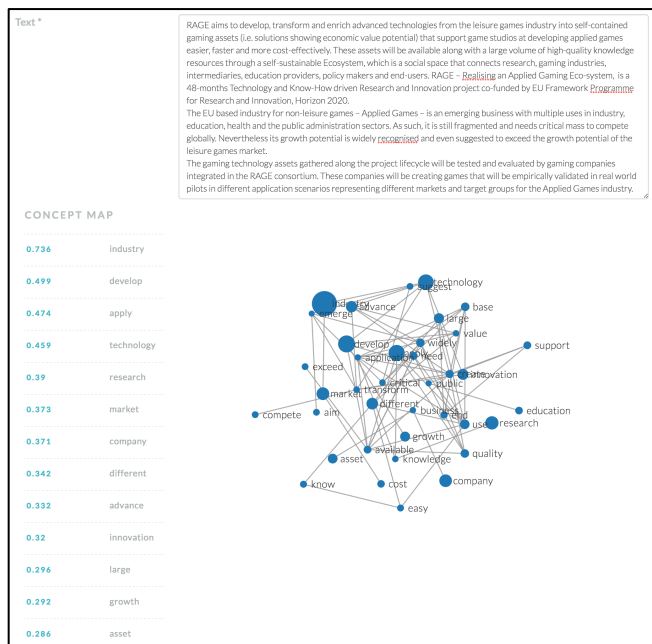 Text *
RAGE aims to develop, transform and enrich advanced technologies from the leisure games industry into self-contained
gaming assets (i.e. solutions showing economic value potential) that support game studios at developing applied games
easier, faster and more cost-effectively. These assets will be available along with a large volume of high-quality knowledge
resources through a self-sustainable Ecosystem, which is a social space that connects research, gaming industries,
intermediaries, education providers, policy makers and end-users. RAGE – Realising an Applied Gaming Eco-system, is a
48-months Technology and Know-How driven Research and Innovation project co-funded by EU Framework Programme
for Research and Innovation, Horizon 2020.
The EU based industry for non-leisure games – Applied Games – is an emerging business with multiple uses in industry,
education, health and the public administration sectors. As such, it is still fragmented and needs critical mass to compete
globally. Nevertheless its growth potential is widely recognised and even suggested to exceed the growth potential of the
leisure games market.
The gaming technology assets gathered along the project lifecycle will be tested and evaluated by gaming companies
integrated in the RAGE consortium. These companies will be creating games that will be empirically validated in real world
pilots in different application scenarios representing different markets and target groups for the Applied Games industry.
CONCEPT MAP
0.736 industry
0.499 develop
0.474 apply
0.459 technology
0.39 research
0.373 market
0.371 company
0.342 different
0.332 advance
0.32 innovation
0.296 large
0.292 growth
0.286 asset
technology
suggest
industry
advance
emerge
base
large
value
develop
widely
support
apply
application
need
exceed
innovation
critical
public
transform
market
different
business
end
education
compete
aim
use
research
growth
available
quality
asset
knowledge
know
cost
company
easy